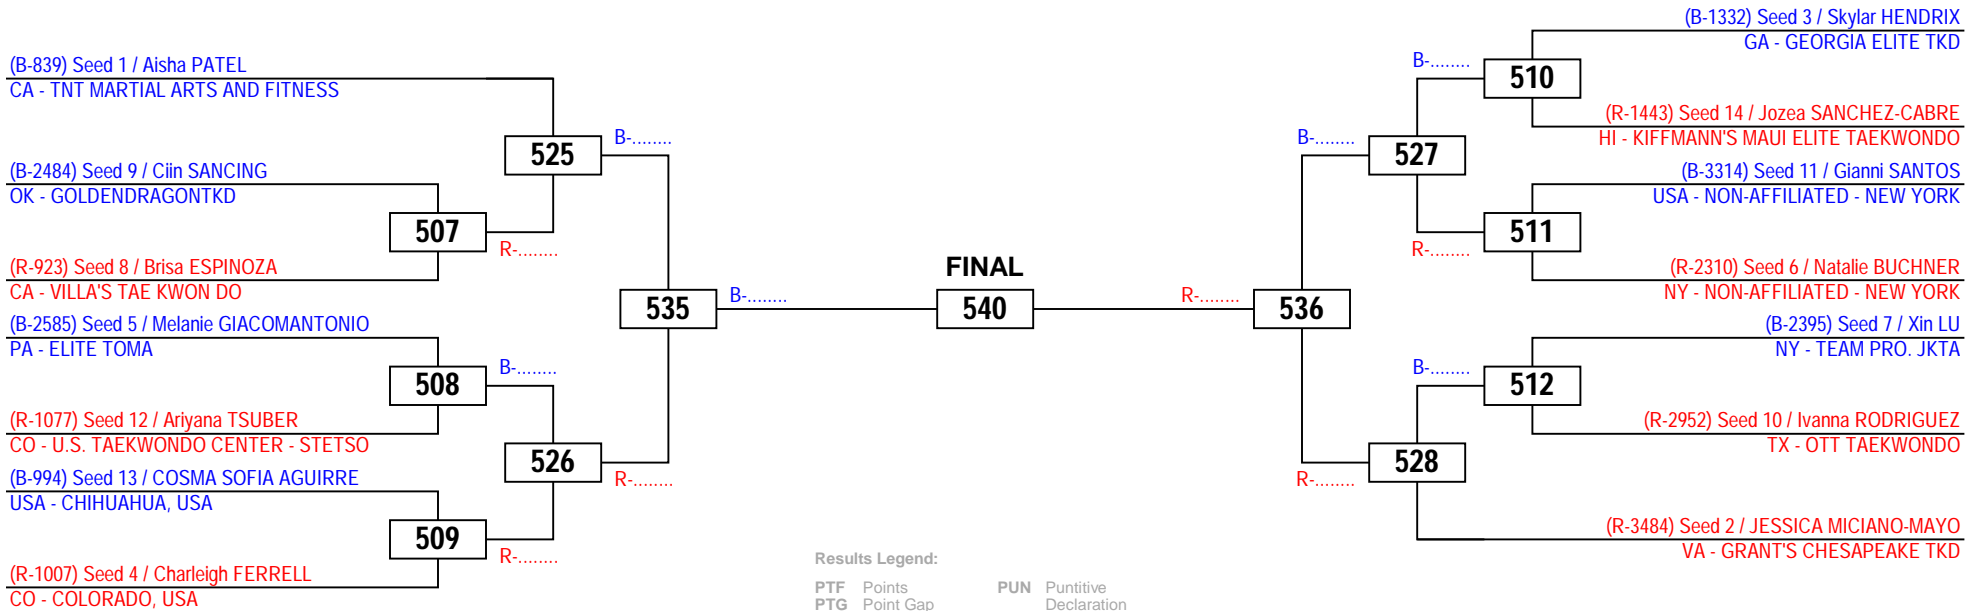 (B-839) Seed 1 / Aisha PATEL
CA - TNT MARTIAL ARTS AND FITNESS
525
B-........
(B-2484) Seed 9 / Ciin SANCING
OK - GOLDENDRAGONTKD
507
R-........
(R-923) Seed 8 / Brisa ESPINOZA
CA - VILLA'S TAE KWON DO
535
B-........
(B-2585) Seed 5 / Melanie GIACOMANTONIO
PA - ELITE TOMA
508
B-........
(R-1077) Seed 12 / Ariyana TSUBER
CO - U.S. TAEKWONDO CENTER - STETSO
526
R-........
(B-994) Seed 13 / COSMA SOFIA AGUIRRE
USA - CHIHUAHUA, USA
509
R-........
(R-1007) Seed 4 / Charleigh FERRELL
CO - COLORADO, USA
FINAL
540
(B-1332) Seed 3 / Skylar HENDRIX
GA - GEORGIA ELITE TKD
B-........
510
(R-1443) Seed 14 / Jozea SANCHEZ-CABRE
HI - KIFFMANN'S MAUI ELITE TAEKWONDO
B-........
527
(B-3314) Seed 11 / Gianni SANTOS
USA - NON-AFFILIATED - NEW YORK
R-........
511
(R-2310) Seed 6 / Natalie BUCHNER
NY - NON-AFFILIATED - NEW YORK
R-........
536
(B-2395) Seed 7 / Xin LU
NY - TEAM PRO. JKTA
B-........
512
(R-2952) Seed 10 / Ivanna RODRIGUEZ
TX - OTT TAEKWONDO
R-........
528
(R-3484) Seed 2 / JESSICA MICIANO-MAYO
VA - GRANT'S CHESAPEAKE TKD
Results Legend:
PTF Points
PTG Point Gap
PUN Puntitive
Declaration